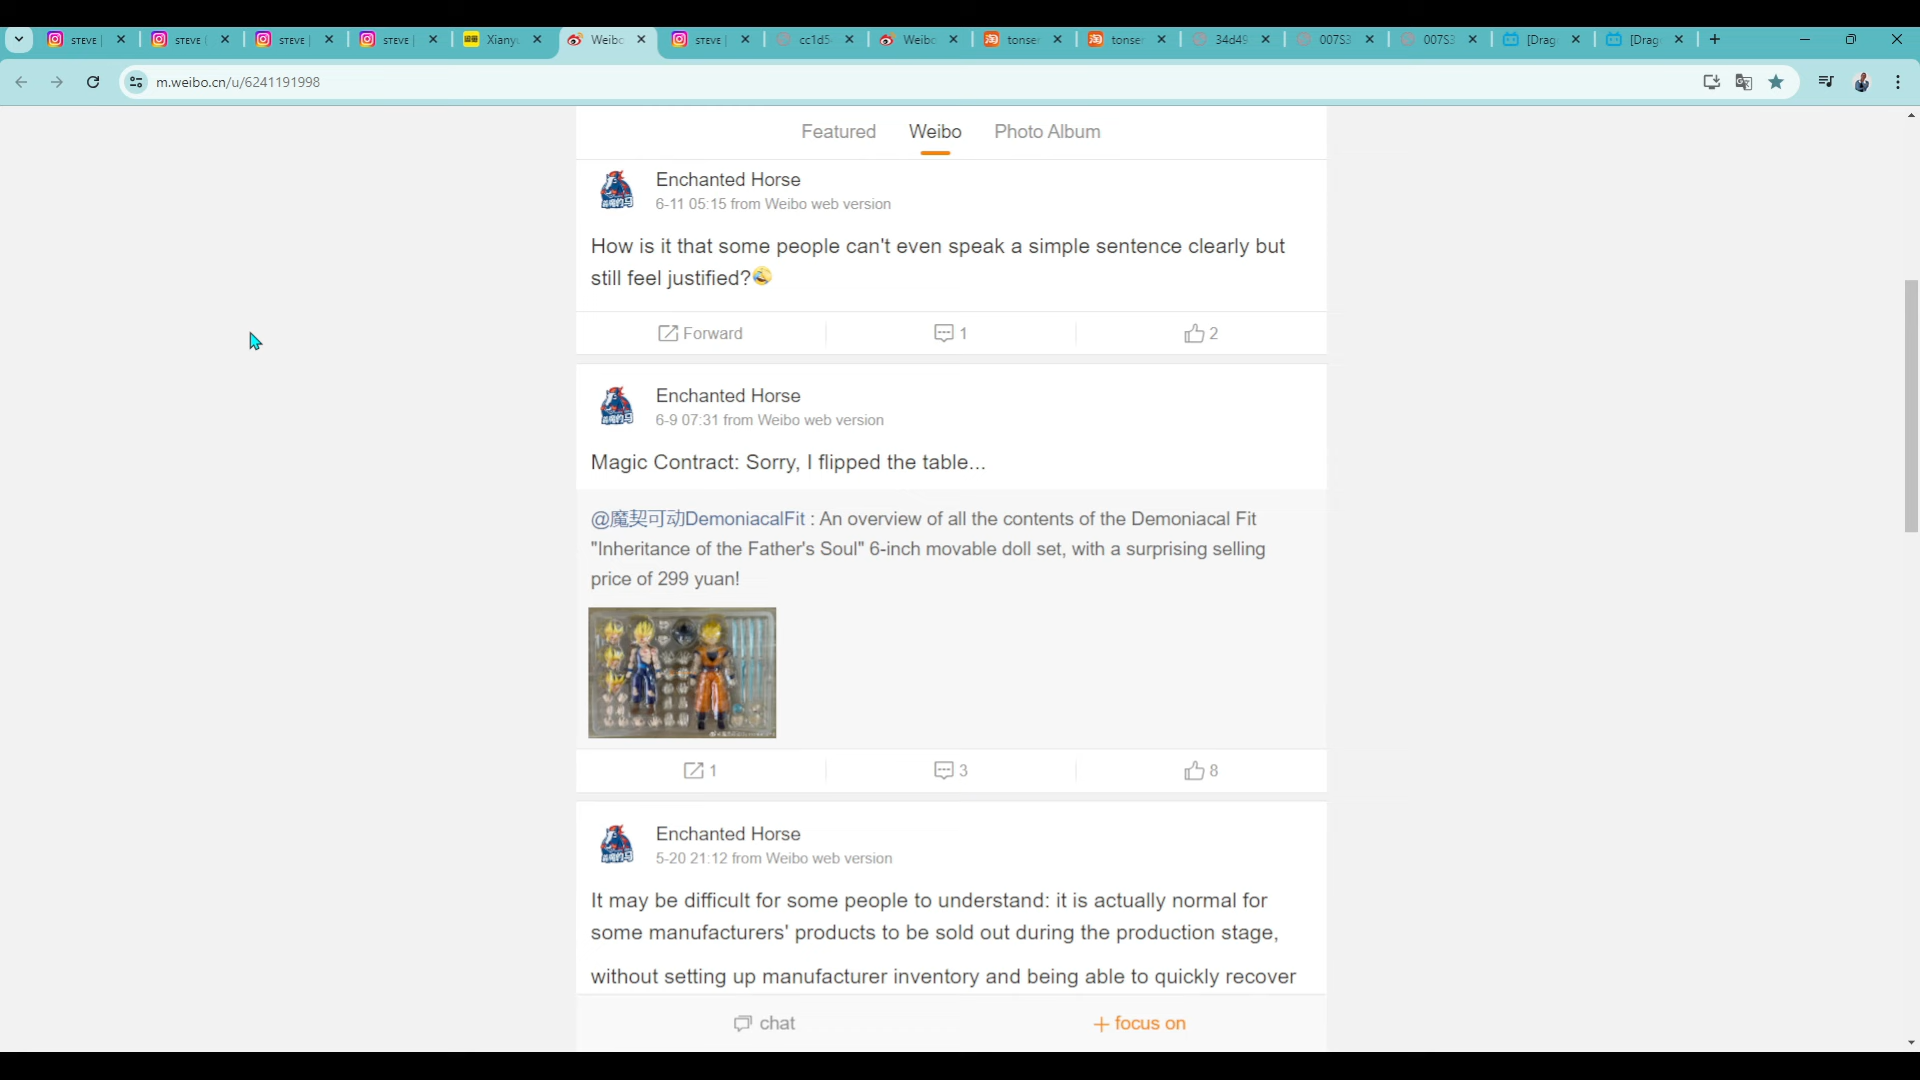 STEVE |
STEVE
STEVE |
STEVE |
Xianyu
Weibo
STEVE |
cc1d5
Weibo
tonser
tonser
34d49
007S3
007S3
[Drag
[Drag
m.weibo.cn/u/6241191998
Featured Weibo Photo Album
Enchanted Horse
6-11 05:15 from Weibo web version
How is it that some people can't even speak a simple sentence clearly but
still feel justified?
Forward 1 2
Enchanted Horse
6-9 07:31 from Weibo web version
Magic Contract: Sorry, I flipped the table...
@魔契可动DemoniacalFit : An overview of all the contents of the Demoniacal Fit
"Inheritance of the Father's Soul" 6-inch movable doll set, with a surprising selling
price of 299 yuan!
1 3 8
Enchanted Horse
5-20 21:12 from Weibo web version
It may be difficult for some people to understand: it is actually normal for
some manufacturers' products to be sold out during the production stage,
without setting up manufacturer inventory and being able to quickly recover
chat + focus on